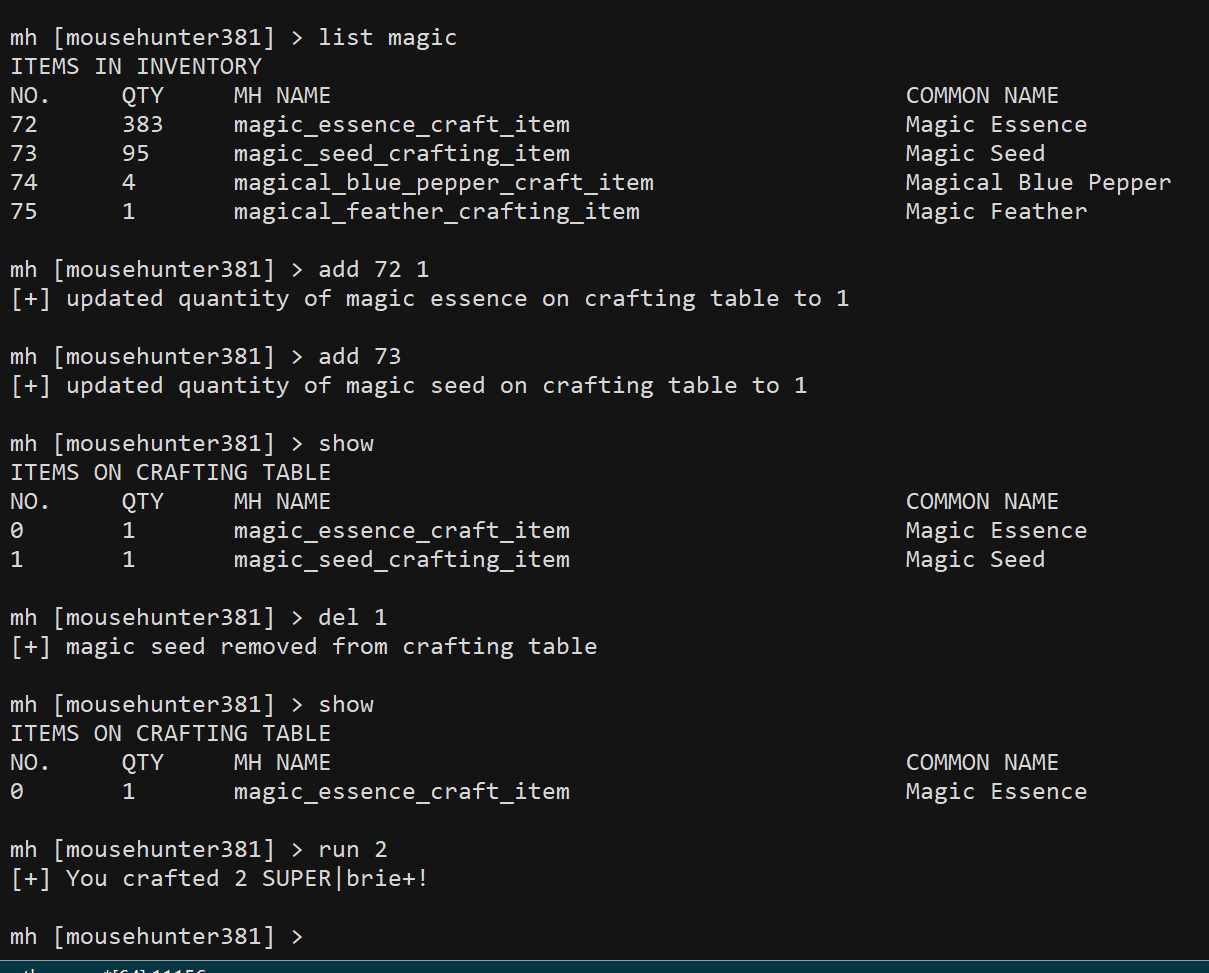 mh [mousehunter381] > list magic
ITEMS IN INVENTORY
NO. QTY MH NAME COMMON NAME
72 383 magic_essence_craft_item Magic Essence
73 95 magic_seed_crafting_item Magic Seed
74 4 magical_blue_pepper_craft_item Magical Blue Pepper
75 1 magical_feather_crafting_item Magic Feather
mh [mousehunter381] > add 72 1
[+] updated quantity of magic essence on crafting table to 1
mh [mousehunter381] > add 73
[+] updated quantity of magic seed on crafting table to 1
mh [mousehunter381] > show
ITEMS ON CRAFTING TABLE
NO. QTY MH NAME COMMON NAME
0 1 magic_essence_craft_item Magic Essence
1 1 magic_seed_crafting_item Magic Seed
mh [mousehunter381] > del 1
[+] magic seed removed from crafting table
mh [mousehunter381] > show
ITEMS ON CRAFTING TABLE
NO. QTY MH NAME COMMON NAME
0 1 magic_essence_craft_item Magic Essence
mh [mousehunter381] > run 2
[+] You crafted 2 SUPER|brie+!
mh [mousehunter381] >